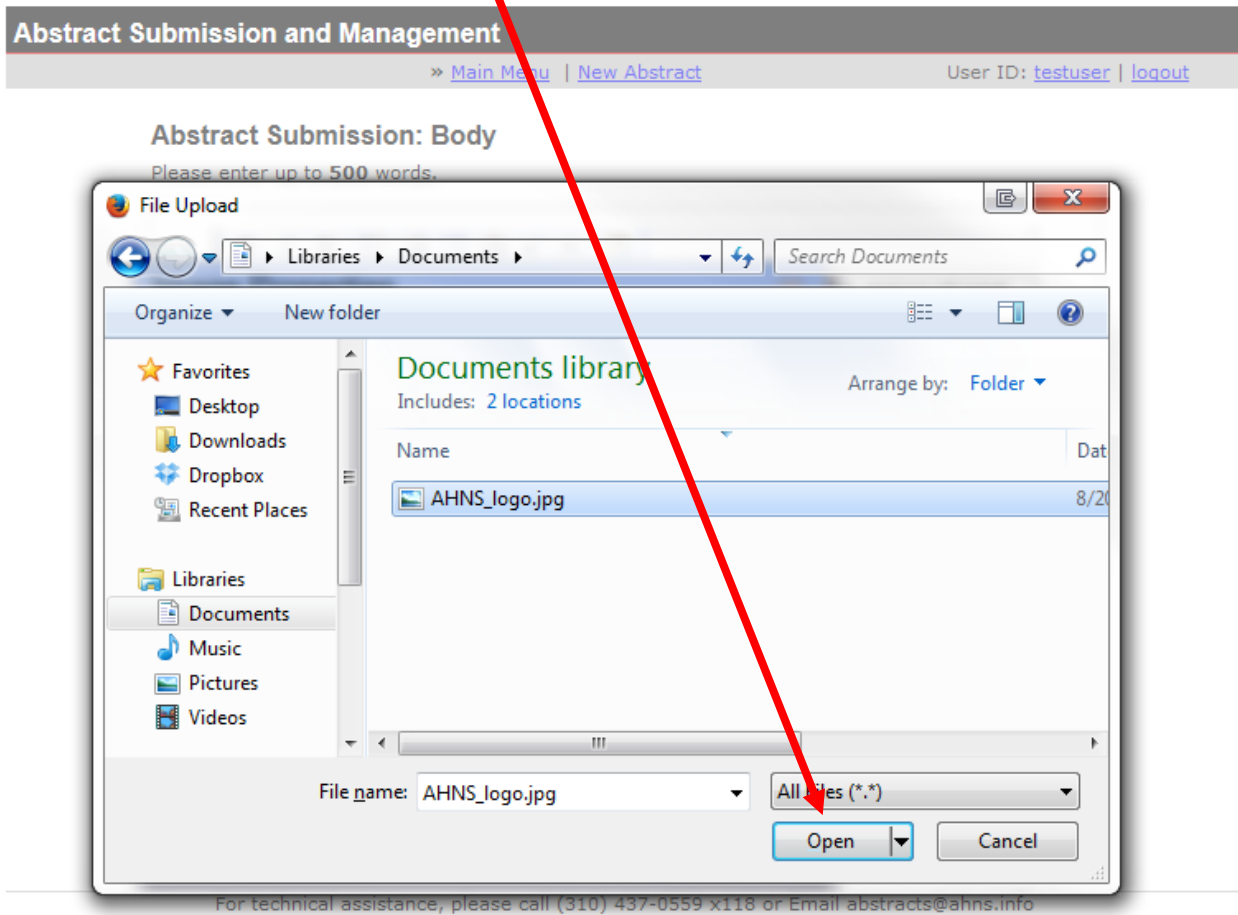 Abstract Submission and Management
» Main Menu | New Abstract User ID: testuser | logout
Abstract Submission: Body
Please enter up to 500 words.
File Upload
Libraries Documents Search Documents
Organize New folder
Favorites
Desktop
Downloads
Dropbox
Recent Places
Libraries
Documents
Music
Pictures
Videos
Documents library
Includes: 2 locations
Arrange by: Folder
Name Dat
AHNS_logo.jpg 8/20
File name: AHNS_logo.jpg All Files (*.*)
Open Cancel
For technical assistance, please call (310) 437-0559 x118 or Email abstracts@ahns.info